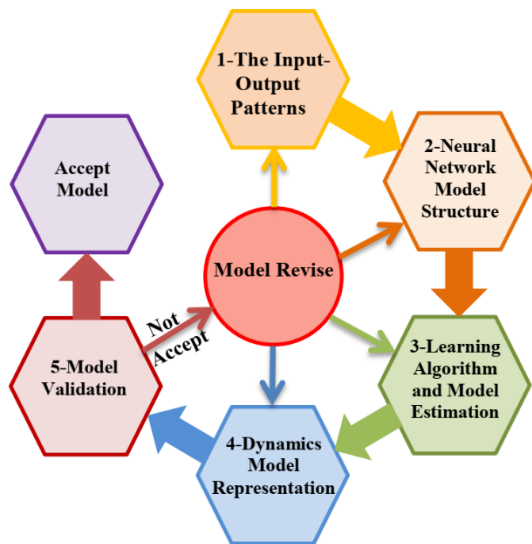 1-The Input-
Output
Patterns
2-Neural
Network
Model
Structure
3-Learning
Algorithm
and Model
Estimation
4-Dynamics
Model
Representation
5-Model
Validation
Accept
Model
Model Revise
Not
Accept